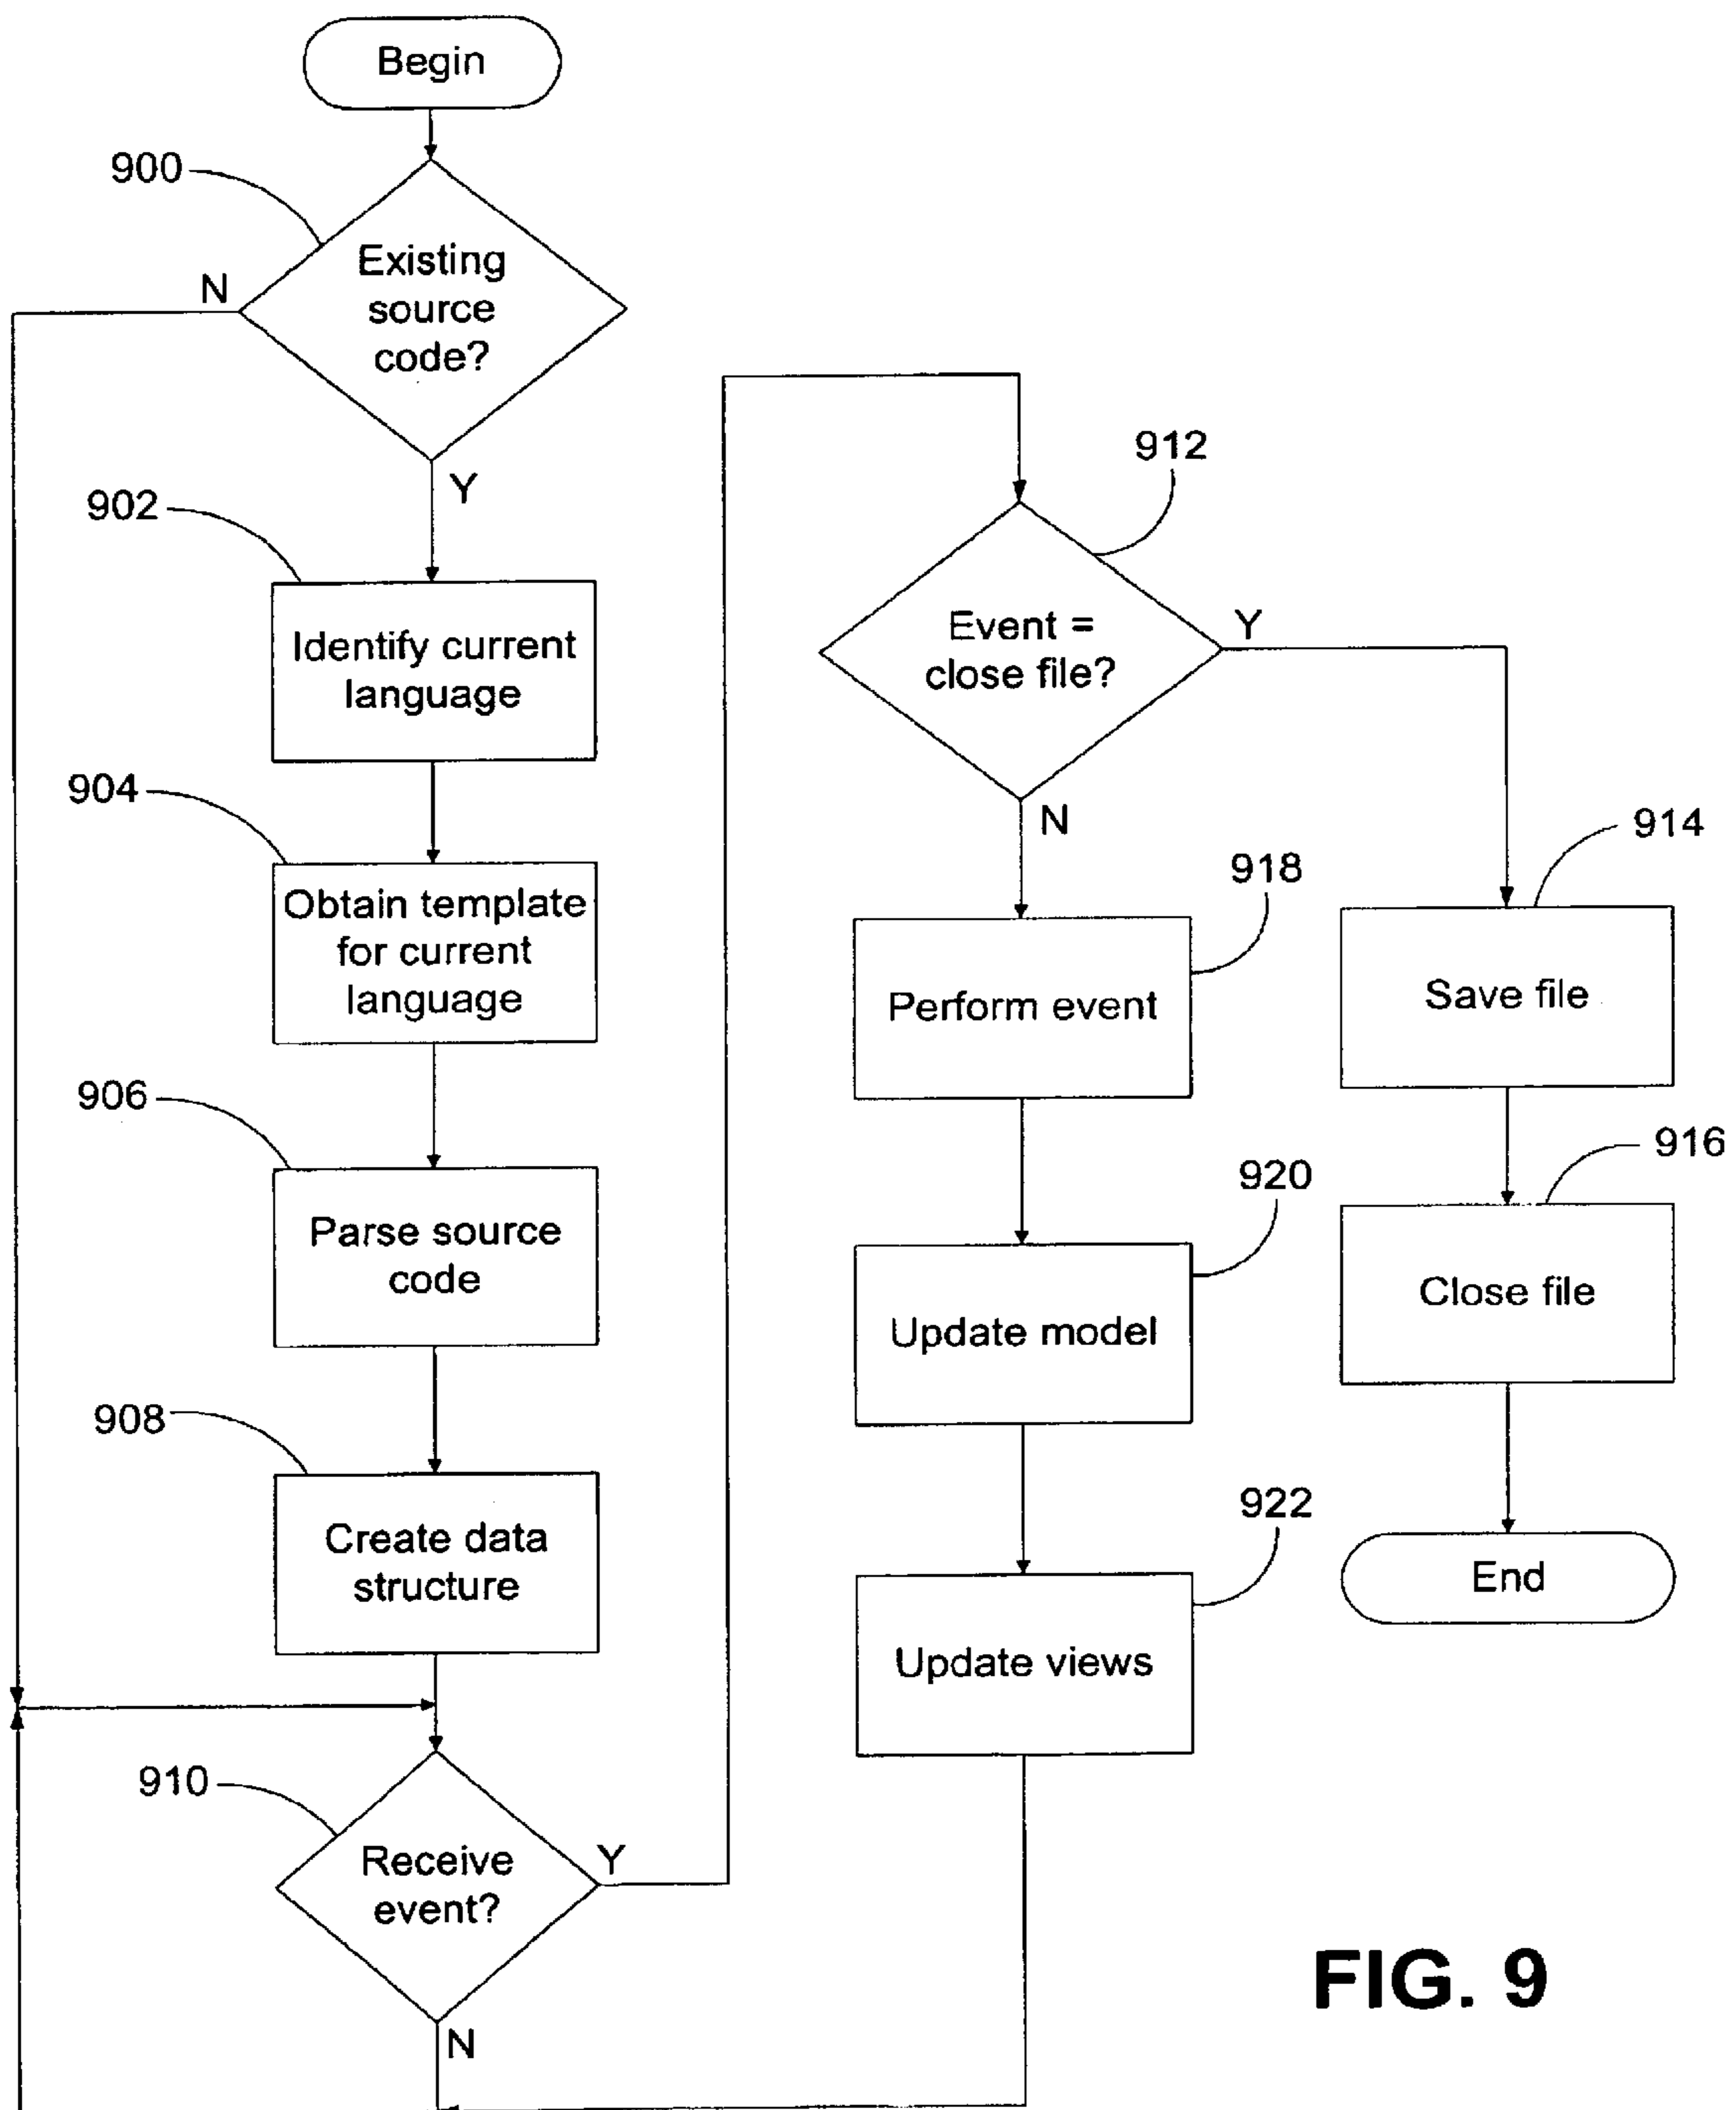 Begin
900
Existing
source
code?
N
Y
902
Identify current
language
904
Obtain template
for current
language
906
Parse source
code
908
Create data
structure
910
Receive
event?
Y
N
912
Event =
close file?
Y
N
914
Save file
916
Close file
End
918
Perform event
920
Update model
922
Update views
FIG. 9